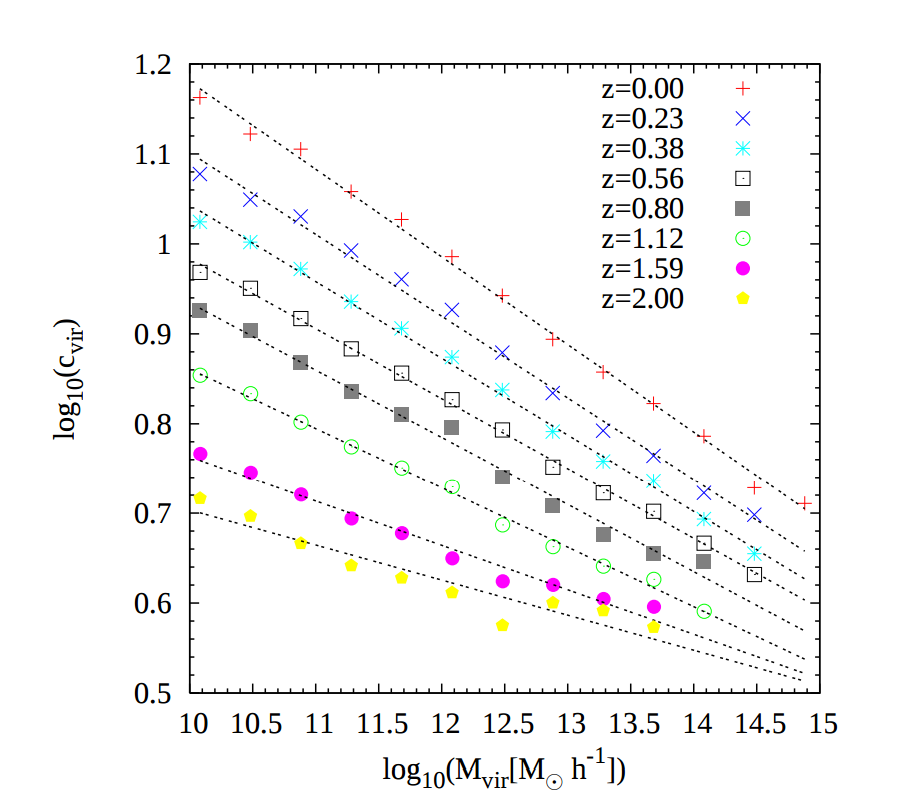 1.2
1.1
1
0.9
0.8
0.7
0.6
0.5
log10(cvir)
z=0.00
z=0.23
z=0.38
z=0.56
z=0.80
z=1.12
z=1.59
z=2.00
10 10.5 11 11.5 12 12.5 13 13.5 14 14.5 15
log10(Mvir[M⊙ h-1])